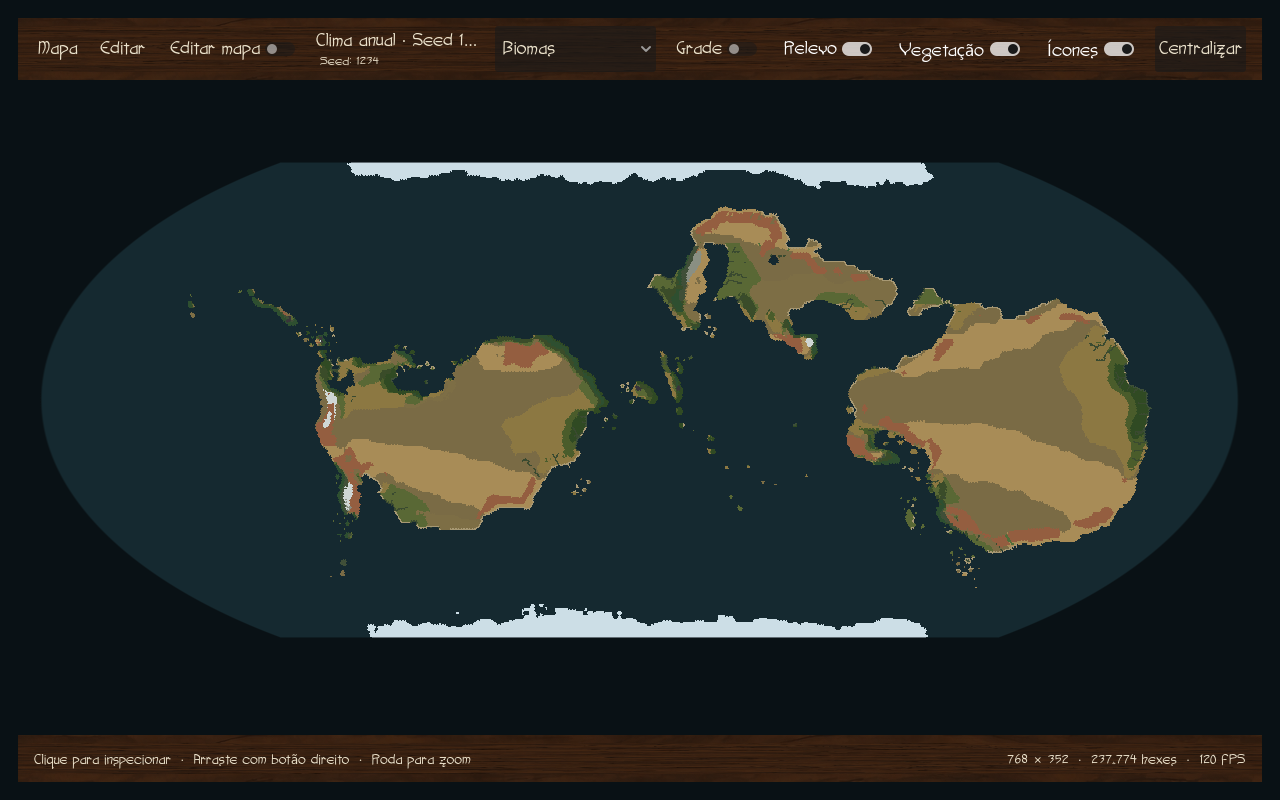 Mapa
Editar
Editar mapa
Clima anual · Seed 1...
Seed: 1234
Biomas
Grade
Relevo
Vegetação
Ícones
Centralizar
Clique para inspecionar · Arraste com botão direito · Roda para zoom
768 × 352 · 237.774 hexes · 120 FPS